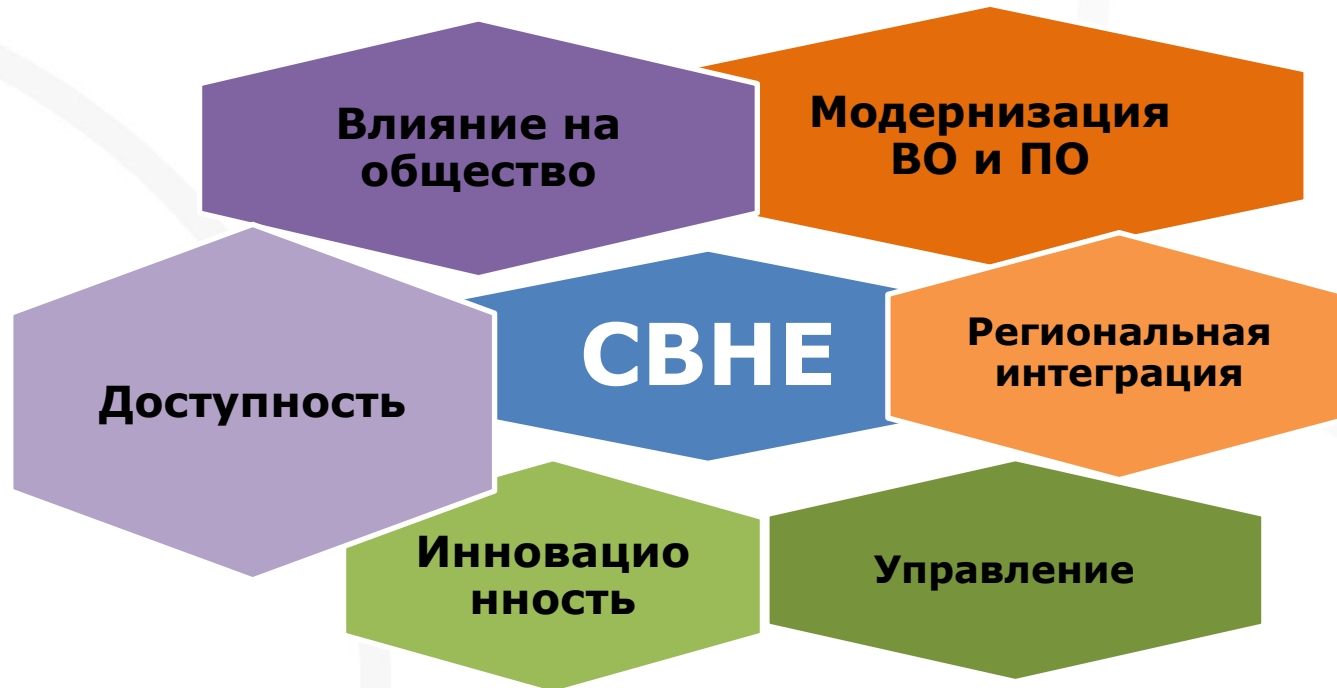 Влияние на
общество
Модернизация
ВО и ПО
СВНЕ
Региональная
интеграция
Доступность
Инновацио
нность
Управление